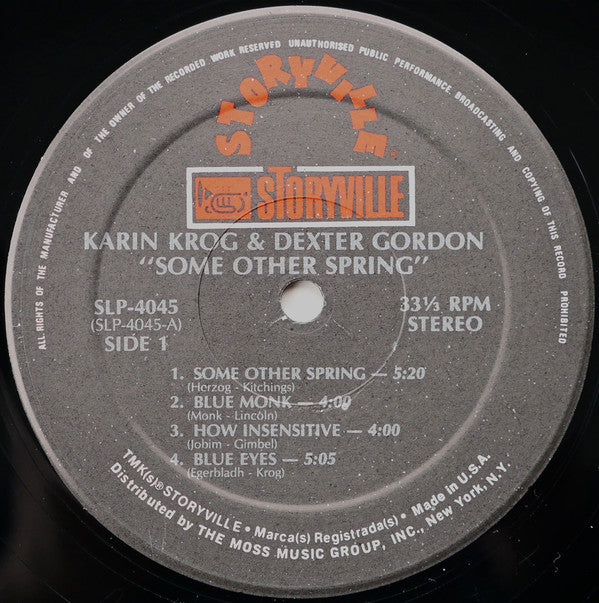 ALL RIGHTS OF THE MANUFACTURER AND OF THE OWNER OF THE RECORDED WORK RESERVED UNAUTHORISED PUBLIC PERFORMANCE BROADCASTING AND COPYING OF THIS RECORD PROHIBITED
STORYVILLE
STORYVILLE
KARIN KROG & DEXTER GORDON
"SOME OTHER SPRING"
SLP-4045
(SLP-4045-A)
SIDE 1
33⅓ RPM
STEREO
1. SOME OTHER SPRING — 5:20
(Herzog - Kitchings)
2. BLUE MONK — 4:00
(Monk - Lincöln)
3. HOW INSENSITIVE — 4:00
(Jobim - Gimbel)
4. BLUE EYES — 5:05
(Egerbladh - Krog)
TMK(s)® STORYVILLE • Marca(s) Registrada(s) • Made in U.S.A.
Distributed by THE MOSS MUSIC GROUP, INC., New York, N.Y.